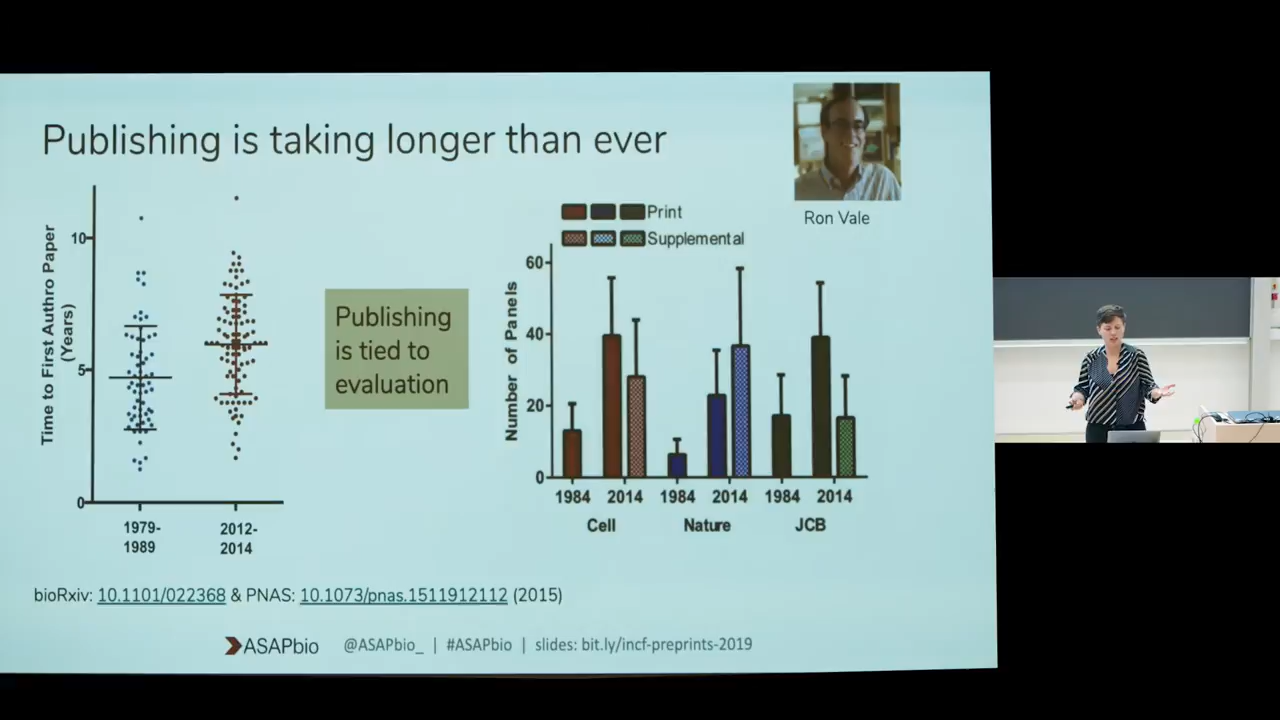 Publishing is taking longer than ever
Ron Vale
Time to First Authro Paper
(Years)
10
5
0
1979-
1989
2012-
2014
Publishing
is tied to
evaluation
Print
Supplemental
Number of Panels
60
40
20
0
1984 2014 1984 2014 1984 2014
Cell Nature JCB
bioRxiv: 10.1101/022368 & PNAS: 10.1073/pnas.1511912112 (2015)
ASAPbio @ASAPbio_ | #ASAPbio | slides: bit.ly/incf-preprints-2019